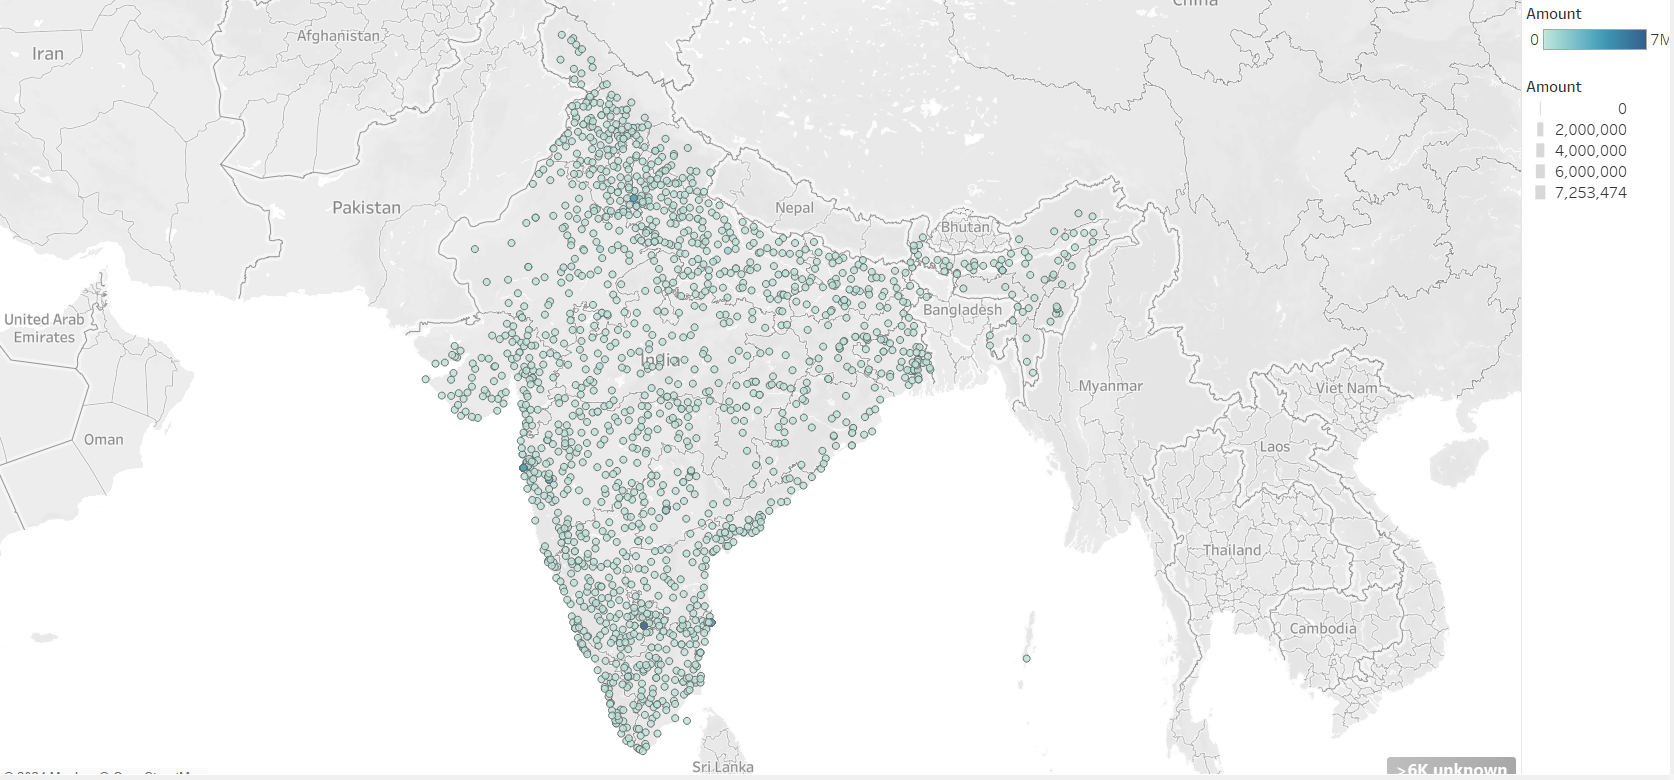 China
Afghanistan
Iran
Pakistan
Nepal
Bhutan
Bangladesh
United Arab
Emirates
India
Myanmar
Viet Nam
Oman
Laos
Thailand
Cambodia
Sri Lanka
>6K unknown
Amount
0
7M
Amount
0
2,000,000
4,000,000
6,000,000
7,253,474